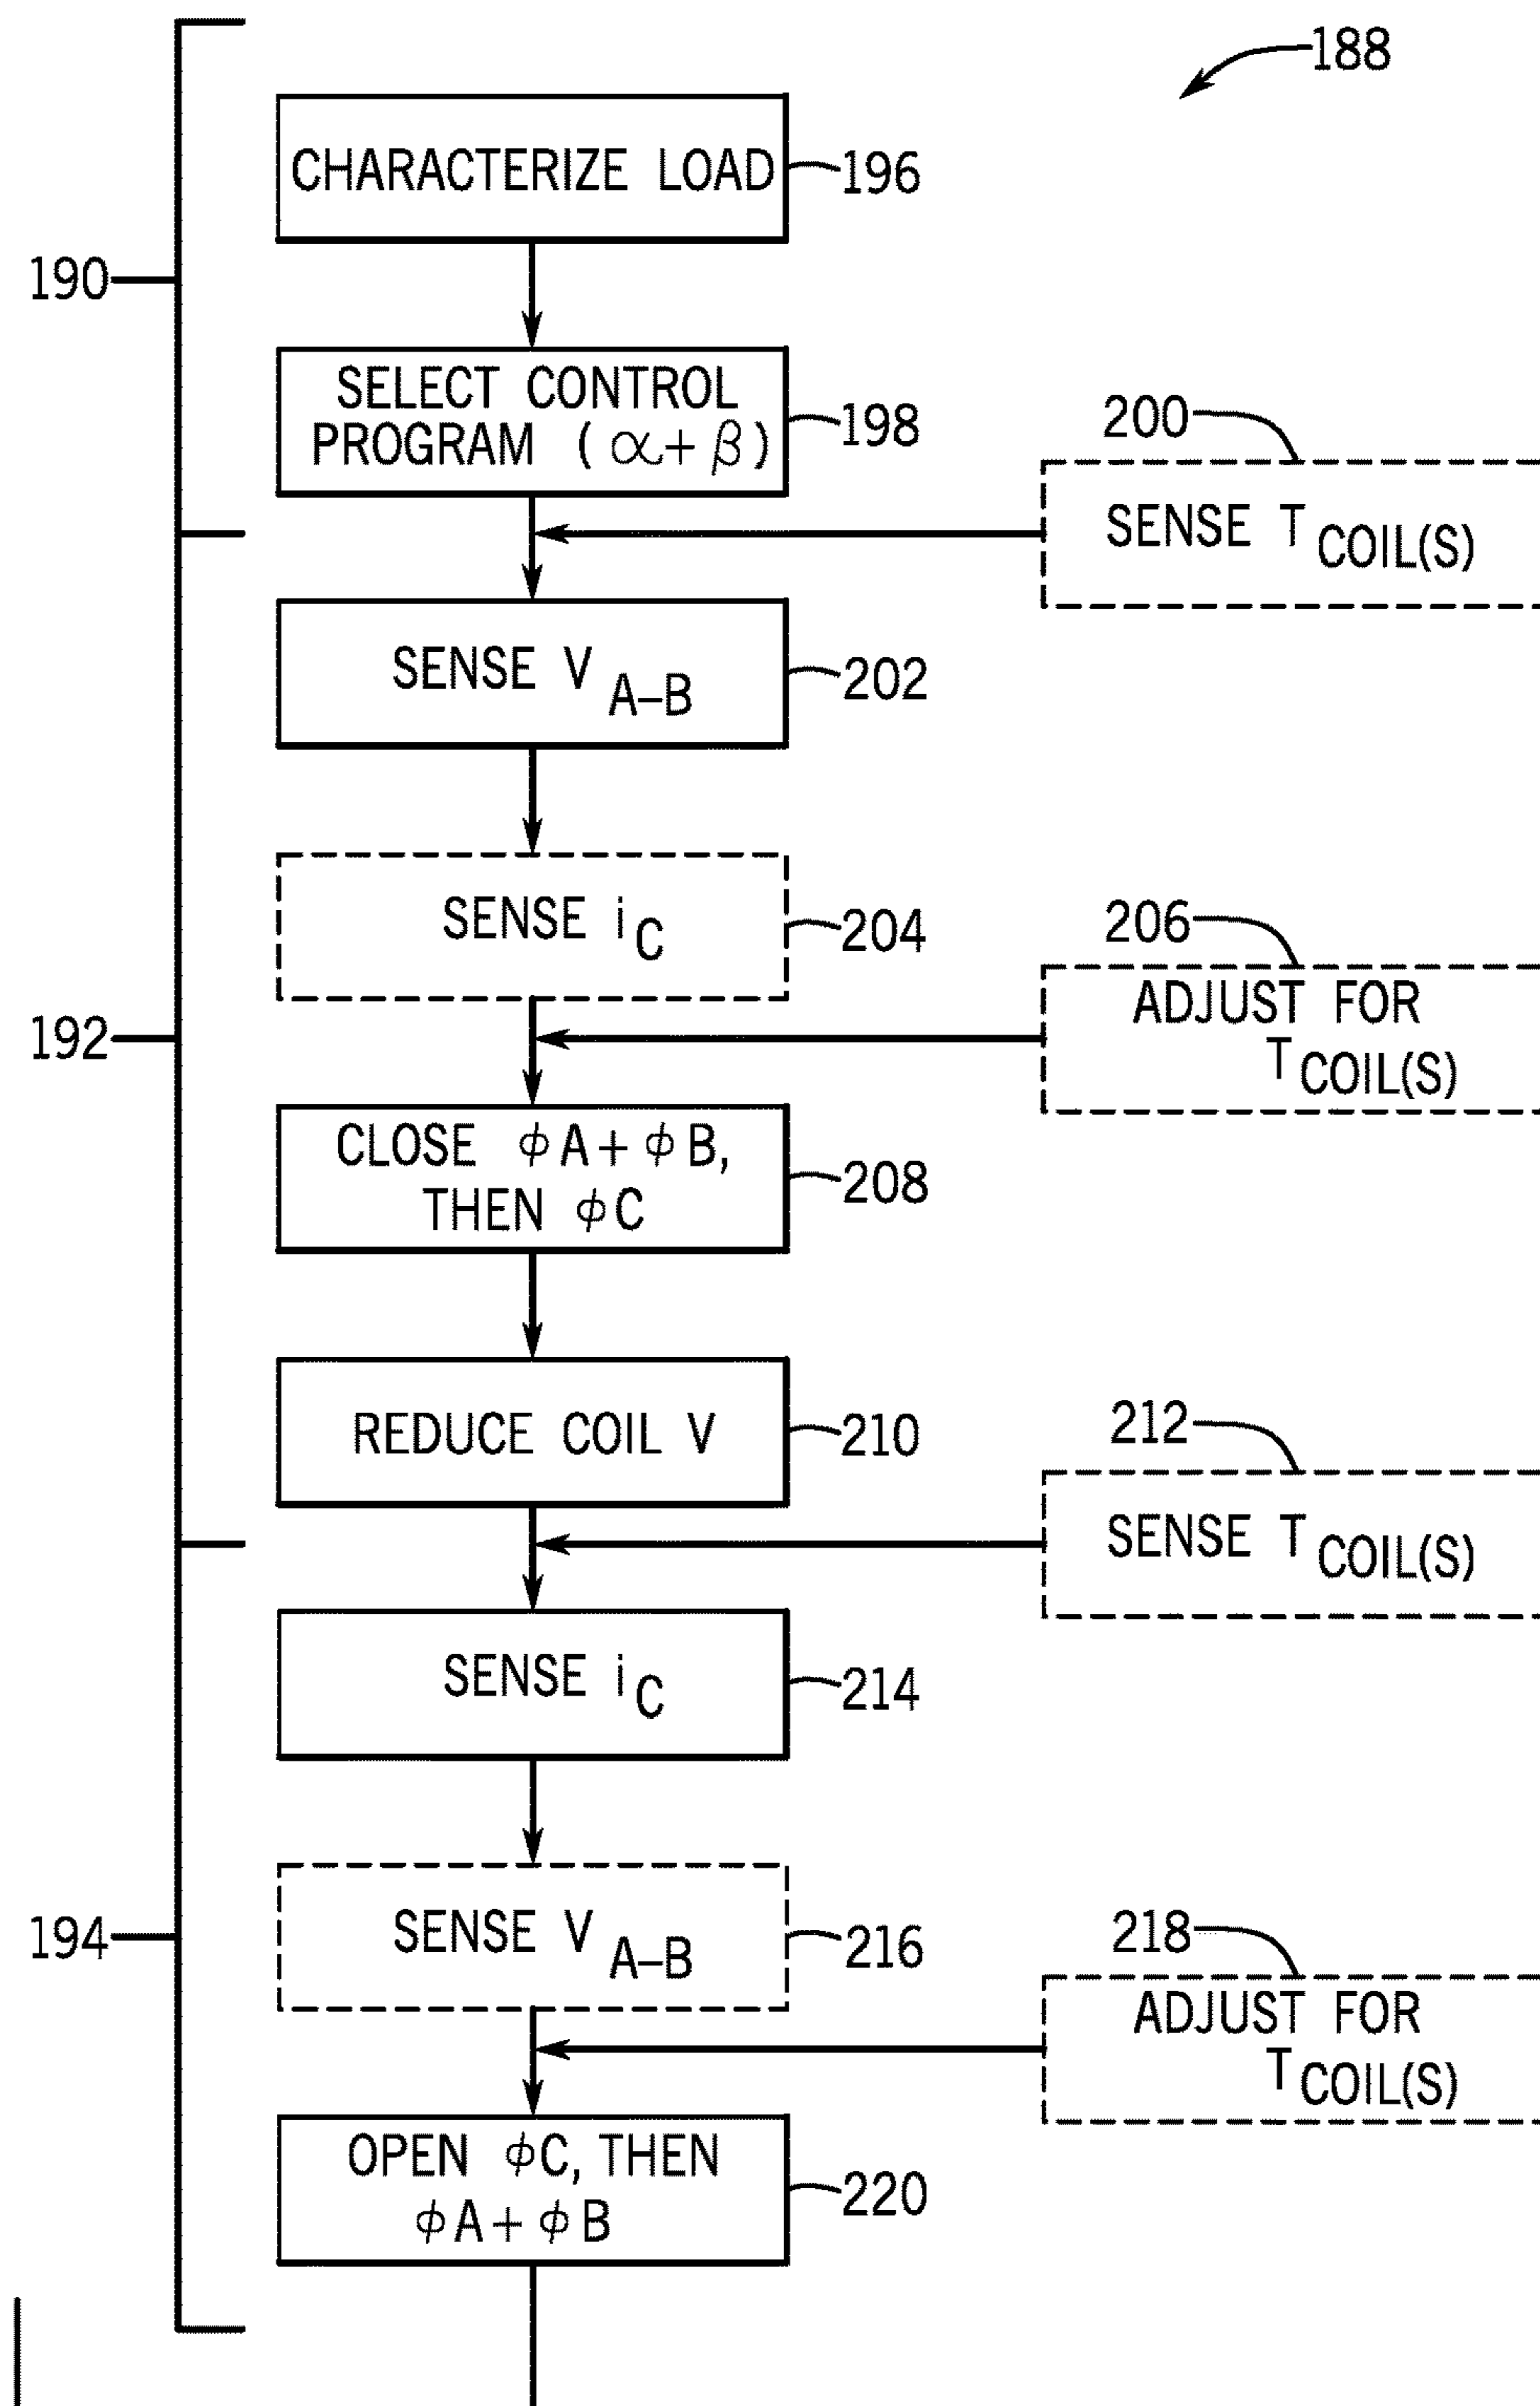 188
CHARACTERIZE LOAD
196
190
SELECT CONTROL
PROGRAM (α+β)
198
200
SENSE T COIL(S)
SENSE V A–B
202
SENSE i C
204
206
ADJUST FOR
T COIL(S)
192
CLOSE ϕA+ϕB,
THEN ϕC
208
REDUCE COIL V
210
212
SENSE T COIL(S)
SENSE i C
214
SENSE V A–B
216
194
218
ADJUST FOR
T COIL(S)
OPEN ϕC, THEN
ϕA+ϕB
220